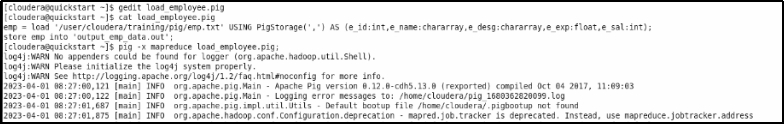 [cloudera@quickstart ~]$ gedit load_employee.pig
[cloudera@quickstart ~]$ cat load_employee.pig
emp = load '/user/cloudera/training/pig/emp.txt' USING PigStorage(',') AS (e_id:int,e_name:chararray,e_desg:chararray,e_exp:float,e_sal:int);
store emp into 'output_emp_data.out';
[cloudera@quickstart ~]$ pig -x mapreduce load_employee.pig;
log4j:WARN No appenders could be found for logger (org.apache.hadoop.util.Shell).
log4j:WARN Please initialize the log4j system properly.
log4j:WARN See http://logging.apache.org/log4j/1.2/faq.html#noconfig for more info.
2023-04-01 08:27:00,121 [main] INFO  org.apache.pig.Main - Apache Pig version 0.12.0-cdh5.13.0 (rexported) compiled Oct 04 2017, 11:09:03
2023-04-01 08:27:00,122 [main] INFO  org.apache.pig.Main - Logging error messages to: /home/cloudera/pig_1680362820099.log
2023-04-01 08:27:01,687 [main] INFO  org.apache.pig.impl.util.Utils - Default bootup file /home/cloudera/.pigbootup not found
2023-04-01 08:27:01,875 [main] INFO  org.apache.hadoop.conf.Configuration.deprecation - mapred.job.tracker is deprecated. Instead, use mapreduce.jobtracker.address